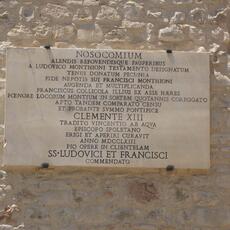 NOSOCOMIUM
ALENDIS REFOVENDISQUE PAUPERIBUS
A LUDOVICO MONTHIONI TESTAMENTO DESIGNATUM
TENUI DONATUM PECUNIA
FIDE NEPOTIS SUI FRANCISCI MONTHIONI
AUGENDA ET MULTIPLICANDA
FRANCISCUS COLLICOLA ILLIUS EX ASSE HAERES
FOENORE LOCORUM MONTIUM IN SORTEM QUOTANNIS CORROGATO
APTO TANDEM COMPARATO CENSU
ET PROBANTE SUMMO PONTIFICE
CLEMENTE XIII
TRADITO VINCENTIO AB AQUA
EPISCOPO SPOLETANO
ERIGI ET APERIRI CURAVIT
ANNO MDCCLXIII
PIO OPERE IN CLIENTELAM
SS·LUDOVICI ET FRANCISCI
COMMENDATO